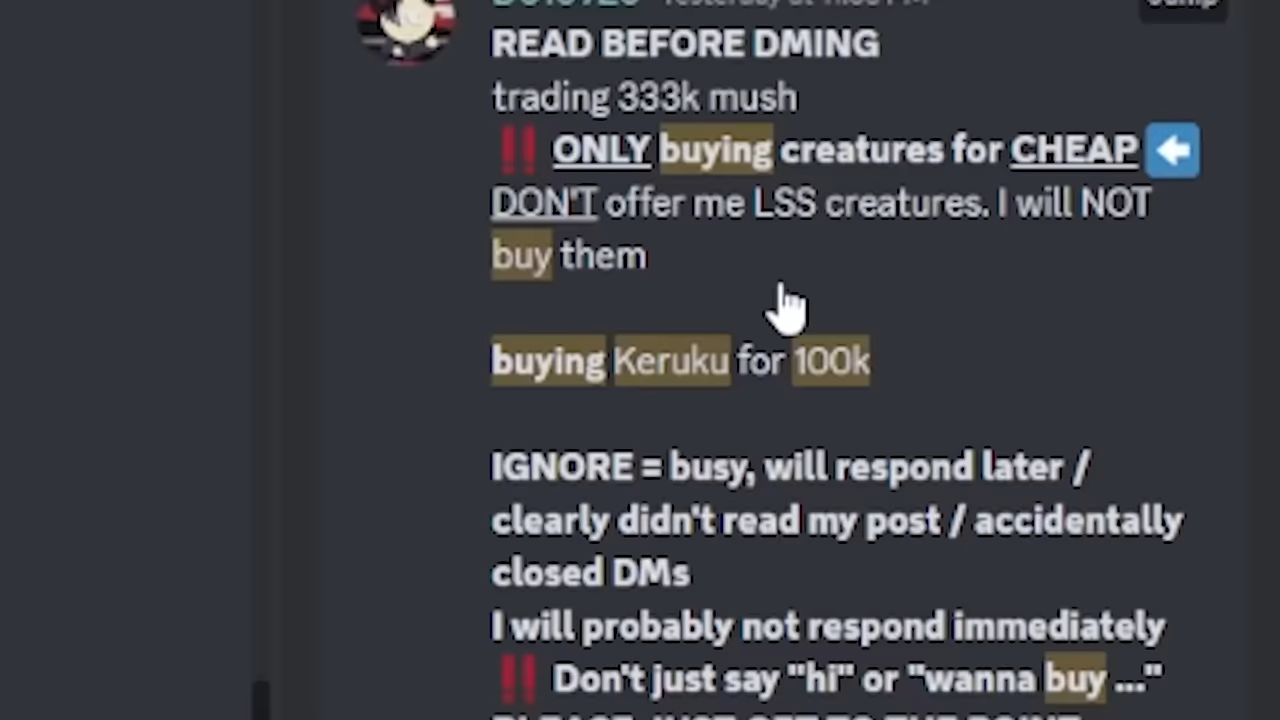 READ BEFORE DMING
trading 333k mush
‼️ ONLY buying creatures for CHEAP ⬅️
DON'T offer me LSS creatures. I will NOT
buy them
buying Keruku for 100k
IGNORE = busy, will respond later /
clearly didn't read my post / accidentally
closed DMs
I will probably not respond immediately
‼️ Don't just say "hi" or "wanna buy ..."